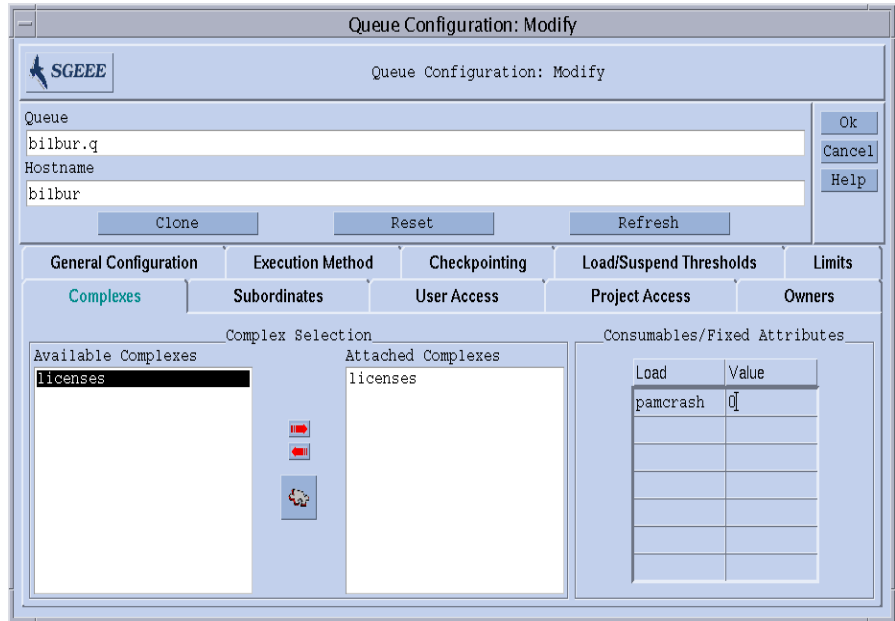 Queue Configuration: Modify
SGEEE Queue Configuration: Modify
Queue
bilbur.q
Hostname
bilbur
Ok
Cancel
Help
Clone Reset Refresh
General Configuration Execution Method Checkpointing Load/Suspend Thresholds Limits
Complexes Subordinates User Access Project Access Owners
Complex Selection
Available Complexes
licenses
Attached Complexes
licenses
Consumables/Fixed Attributes
Load Value
pamcrash 0